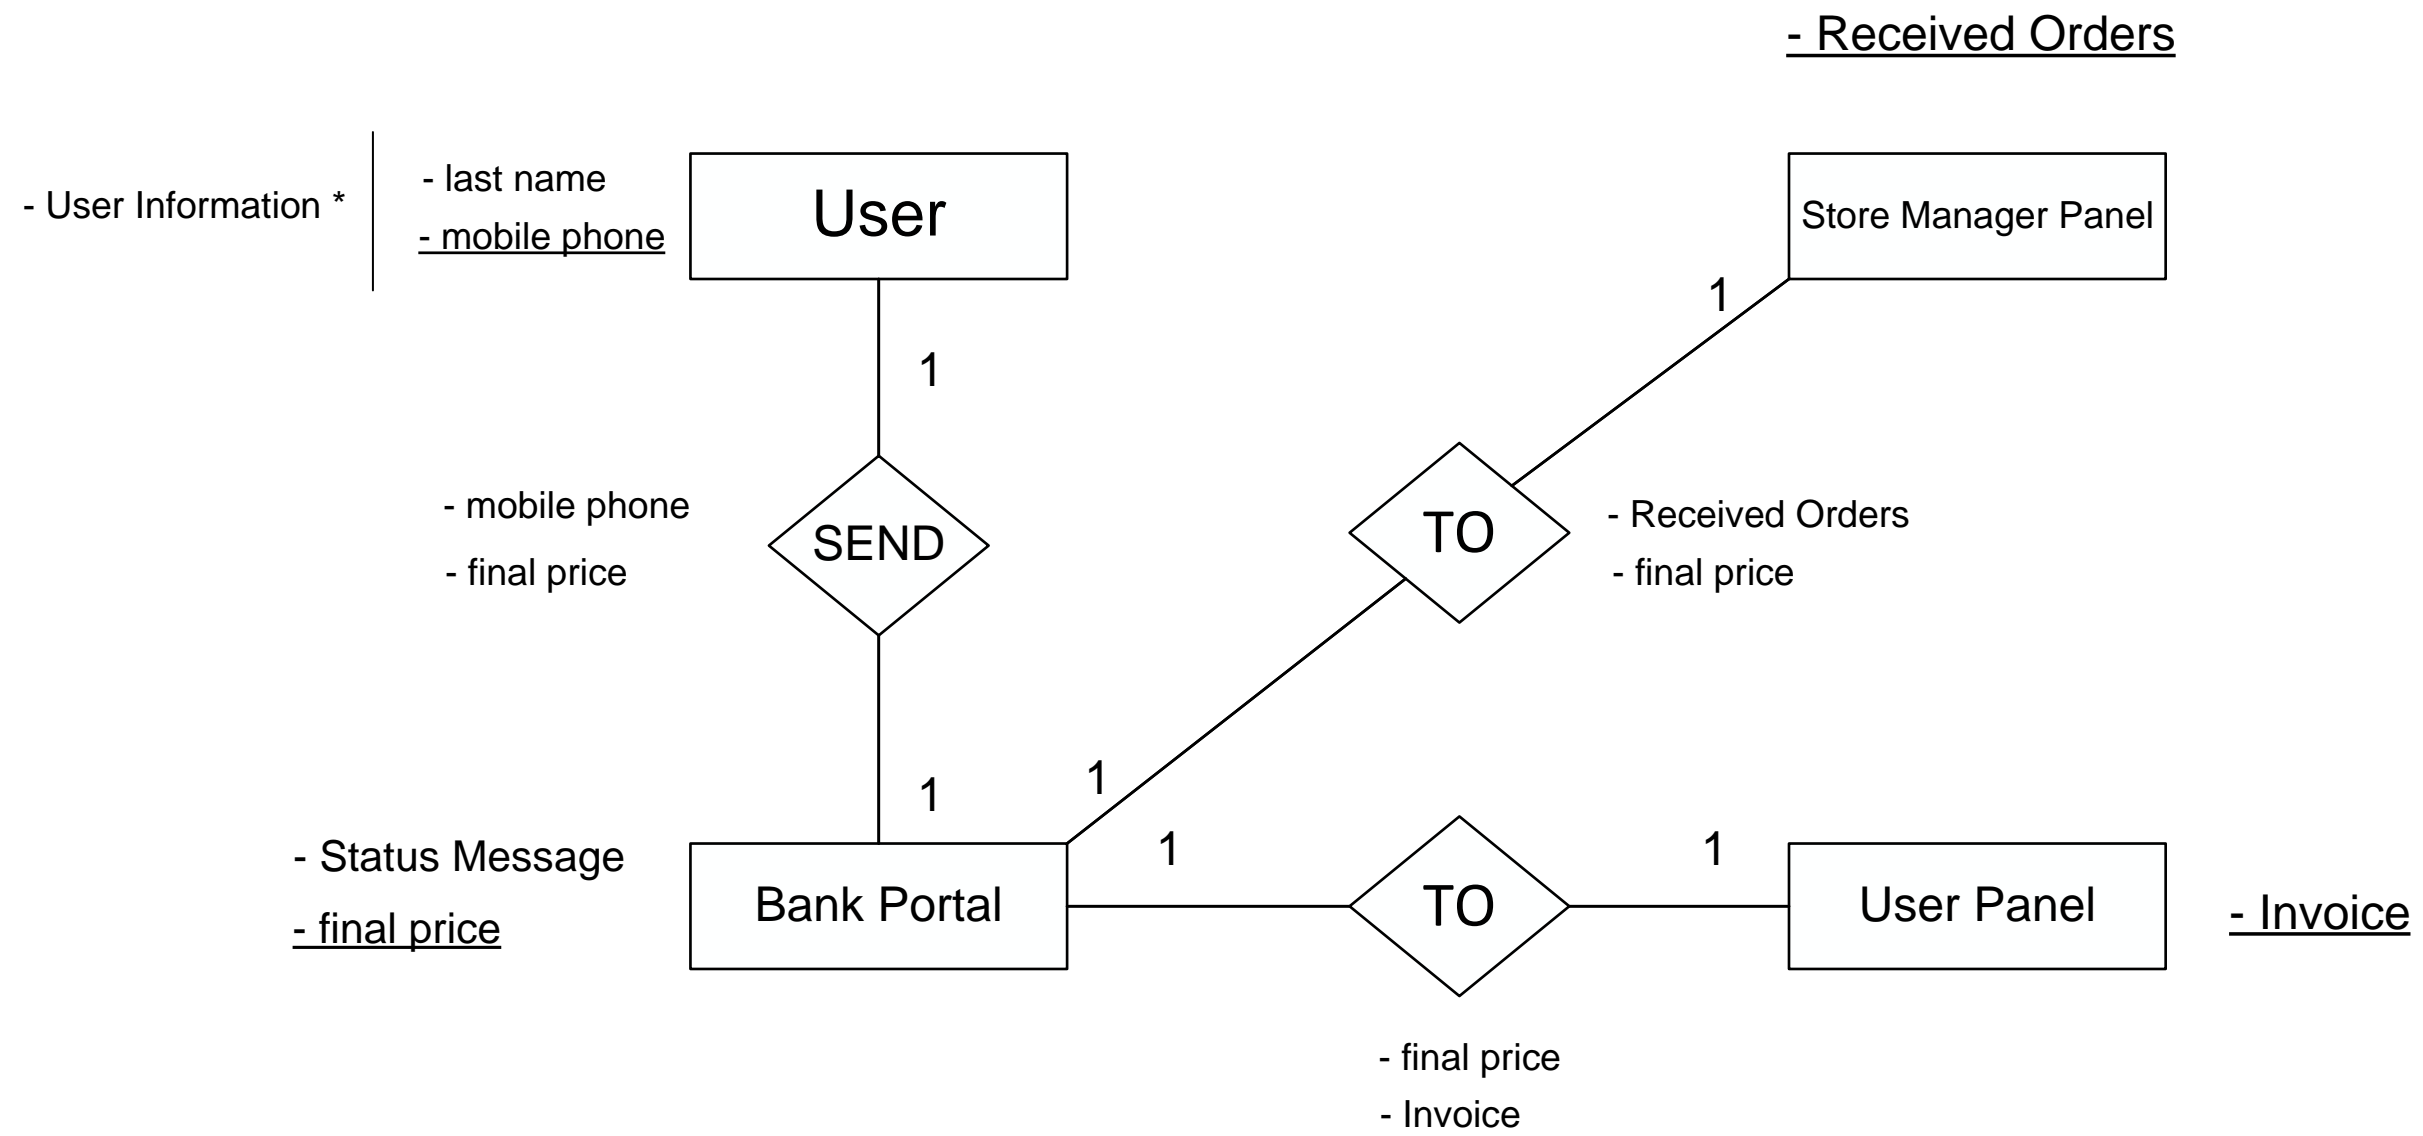 - Received Orders
- User Information *
- last name
- mobile phone
User
Store Manager Panel
1
1
- mobile phone
- final price
SEND
TO
- Received Orders
- final price
1
1
1
1
- Status Message
- final price
Bank Portal
TO
User Panel
- Invoice
- final price
- Invoice